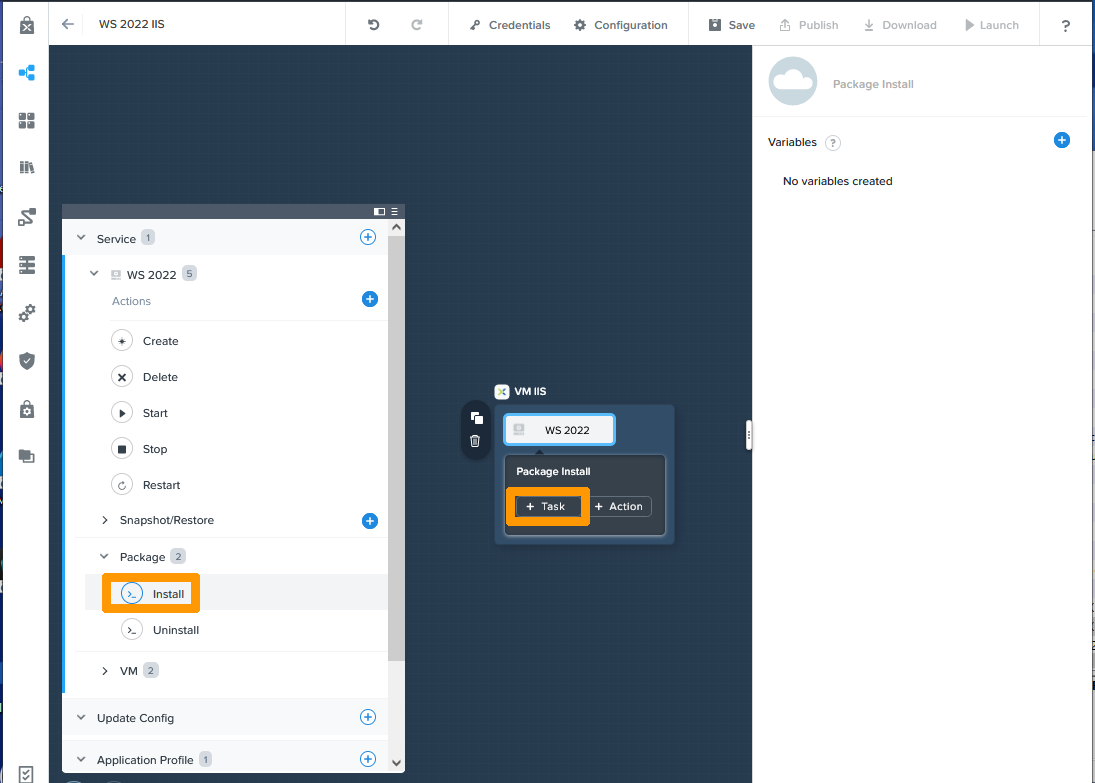 WS 2022 IIS
Credentials
Configuration
Save
Publish
Download
Launch
?
Package Install
Variables ?
No variables created
Service 1
WS 2022 5
Actions
Create
Delete
Start
Stop
Restart
Snapshot/Restore
Package 2
Install
Uninstall
VM 2
Update Config
Application Profile 1
VM IIS
WS 2022
Package Install
+ Task
+ Action